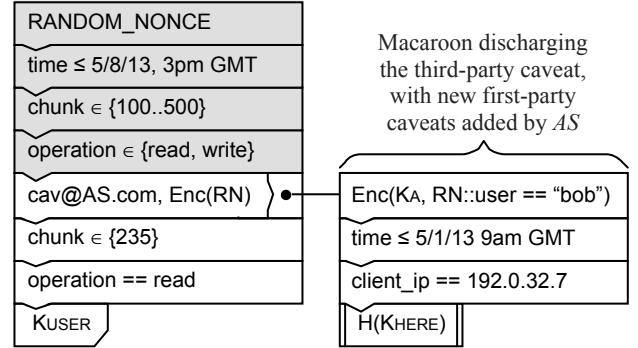 RANDOM_NONCE
time ≤ 5/8/13, 3pm GMT
chunk ∈ {100..500}
operation ∈ {read, write}
cav@AS.com, Enc(RN)
chunk ∈ {235}
operation == read
KUSER
Macaroon discharging
the third-party caveat,
with new first-party
caveats added by AS
Enc(KA, RN::user == “bob”)
time ≤ 5/1/13 9am GMT
client_ip == 192.0.32.7
H(KHERE)